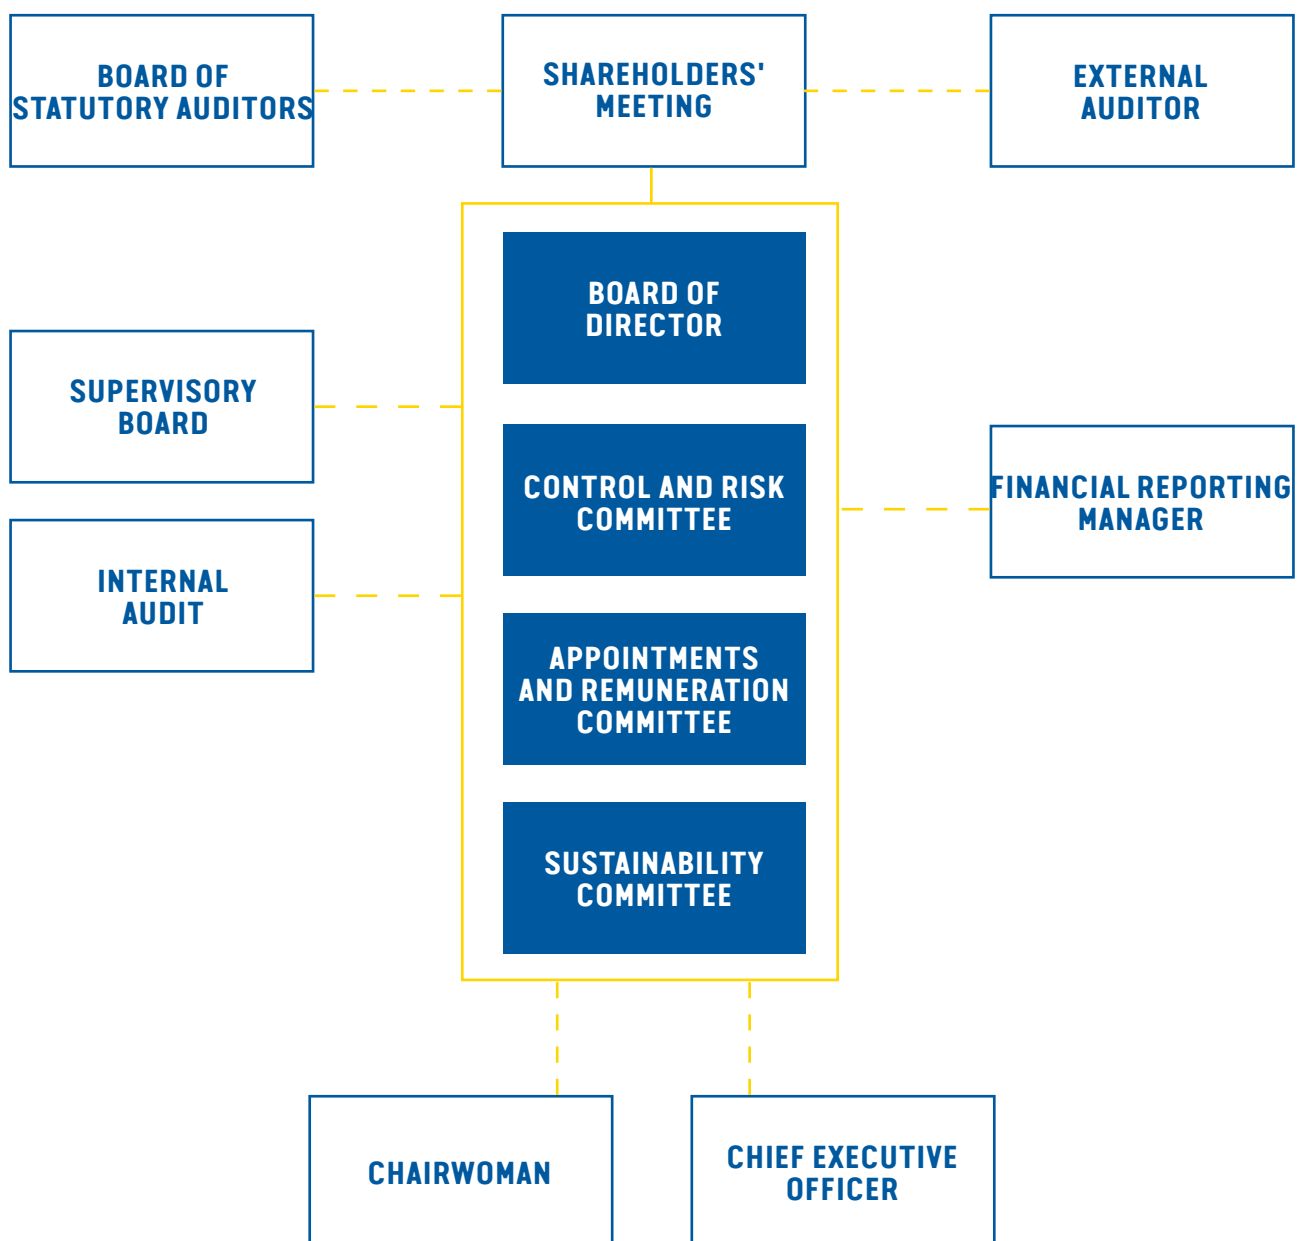 BOARD OF
STATUTORY AUDITORS
SHAREHOLDERS'
MEETING
EXTERNAL
AUDITOR
BOARD OF
DIRECTOR
SUPERVISORY
BOARD
CONTROL AND RISK
COMMITTEE
FINANCIAL REPORTING
MANAGER
INTERNAL
AUDIT
APPOINTMENTS
AND REMUNERATION
COMMITTEE
SUSTAINABILITY
COMMITTEE
CHAIRWOMAN
CHIEF EXECUTIVE
OFFICER